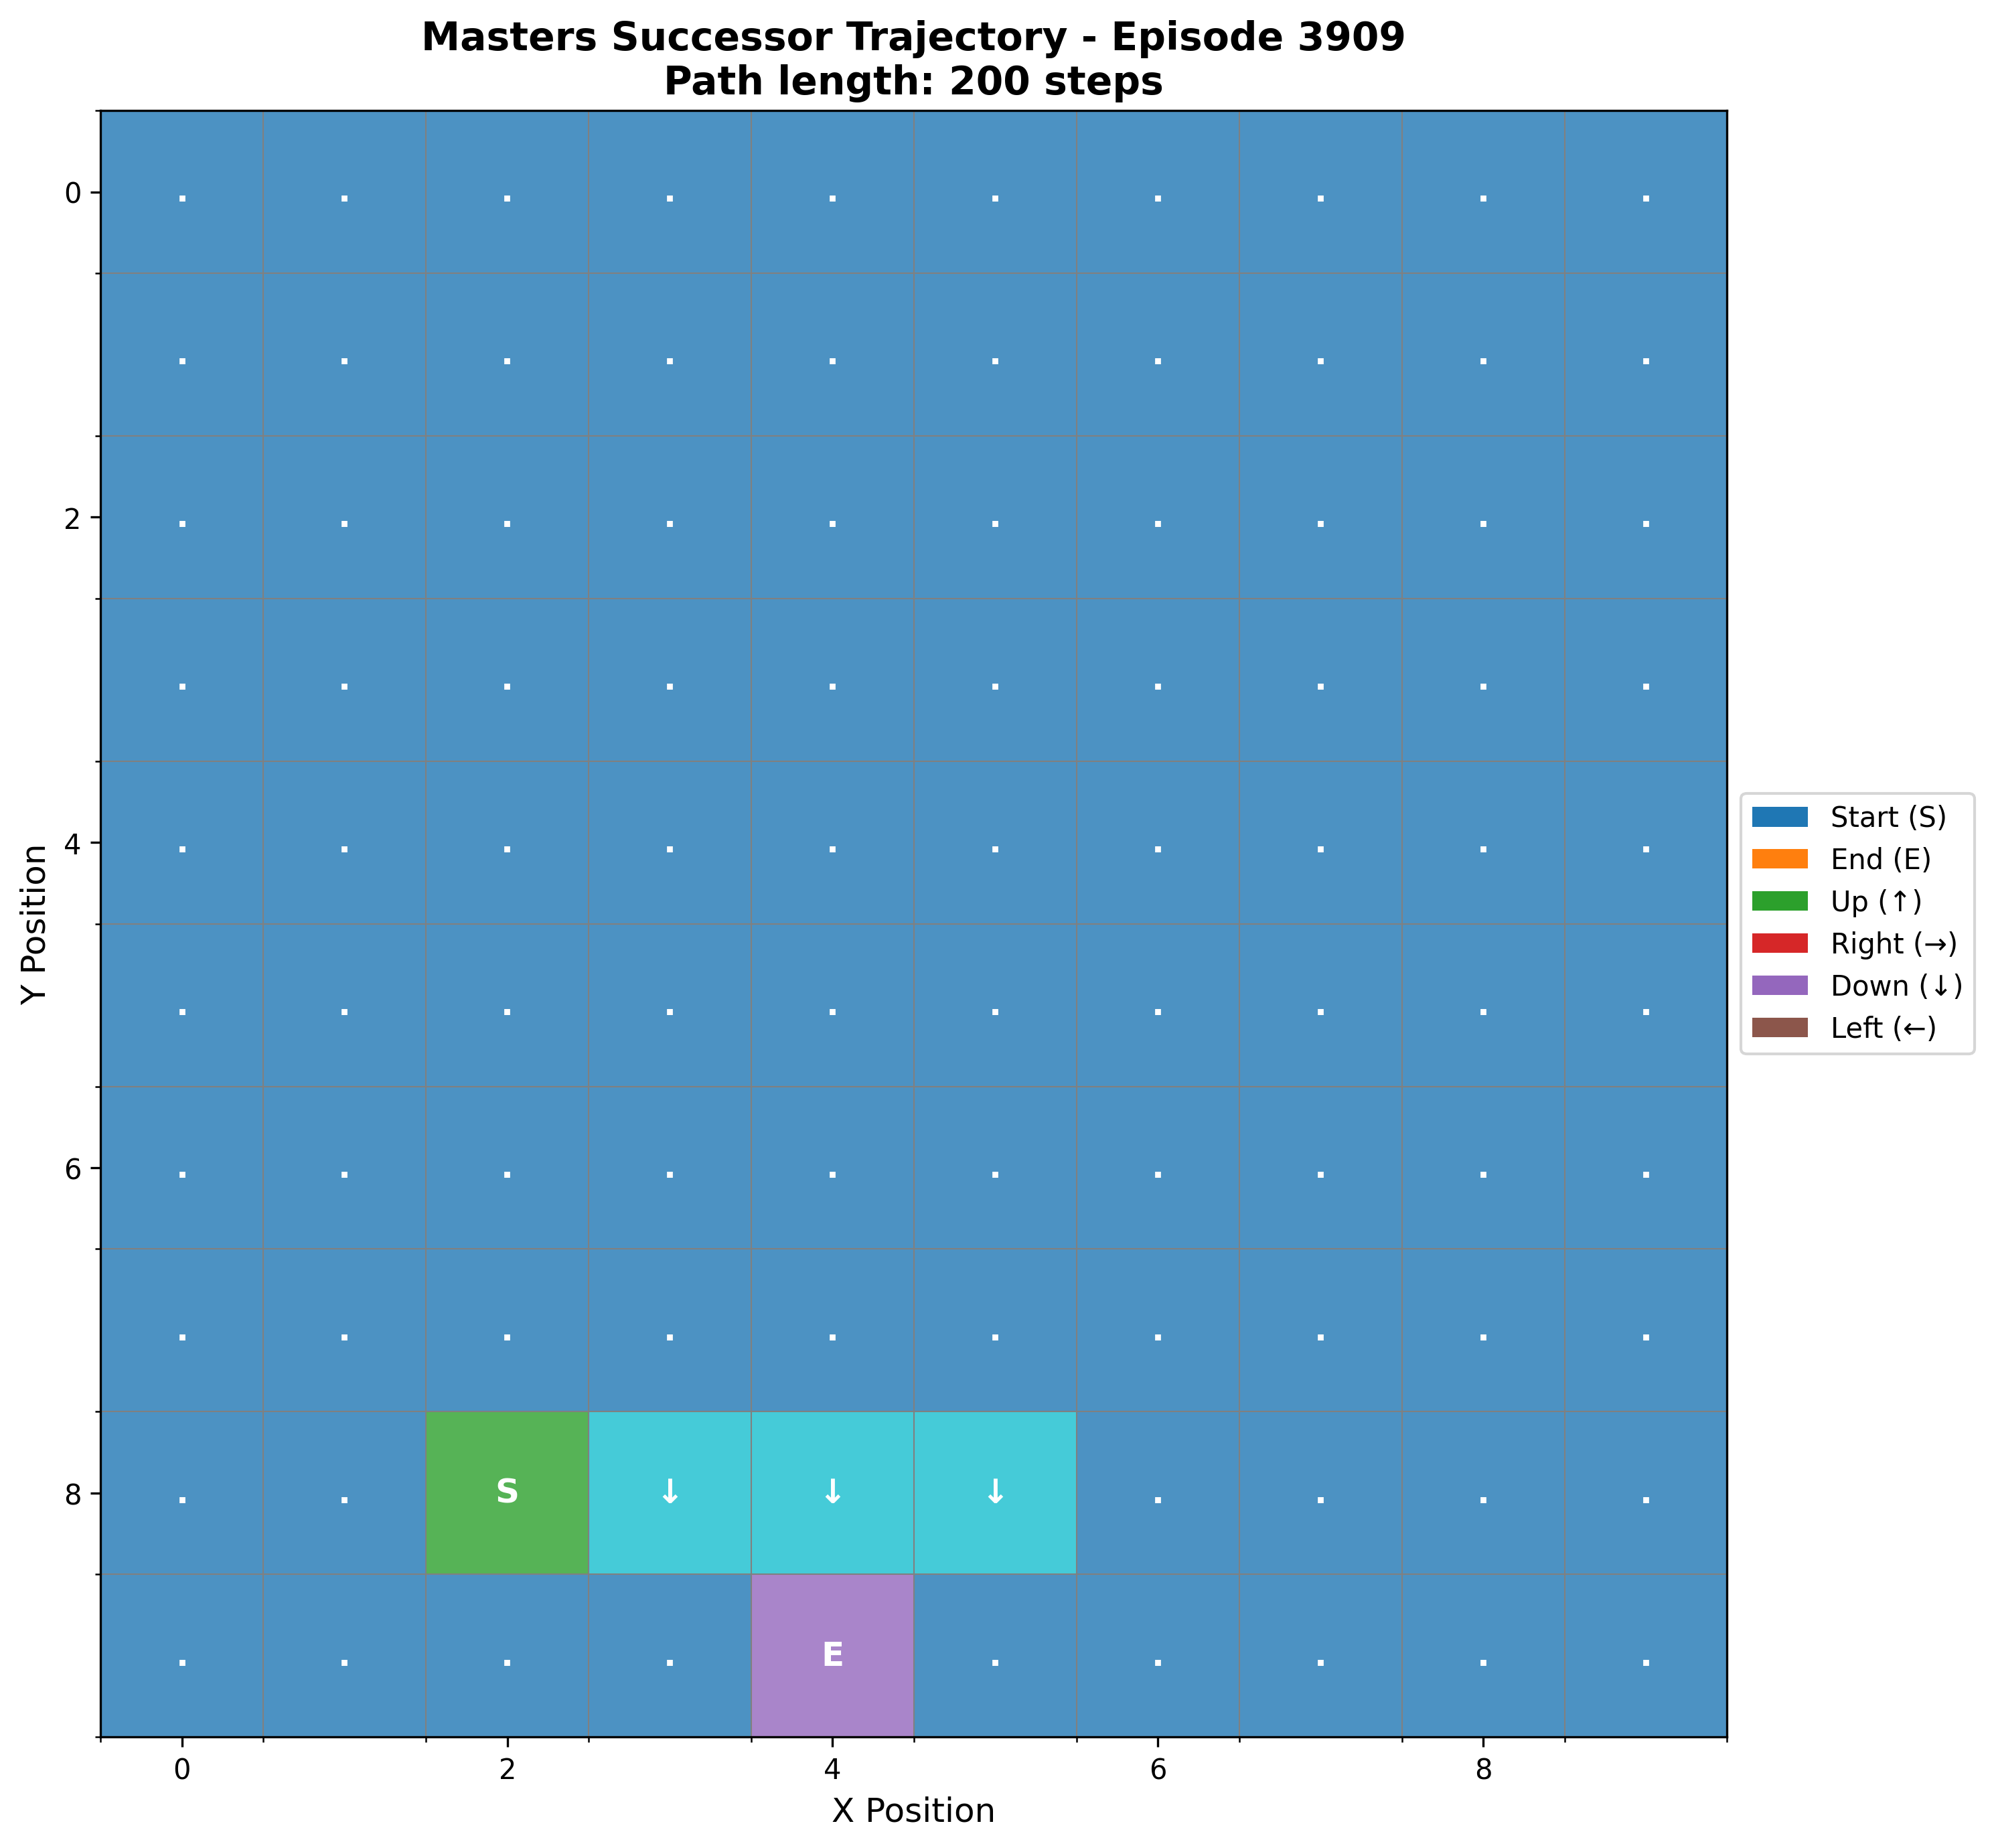 Masters Successor Trajectory - Episode 3909
Path length: 200 steps
0
2
4
6
8
Y Position
S ↓ ↓ ↓
E
0 2 4 6 8
X Position
Start (S)
End (E)
Up (↑)
Right (→)
Down (↓)
Left (←)